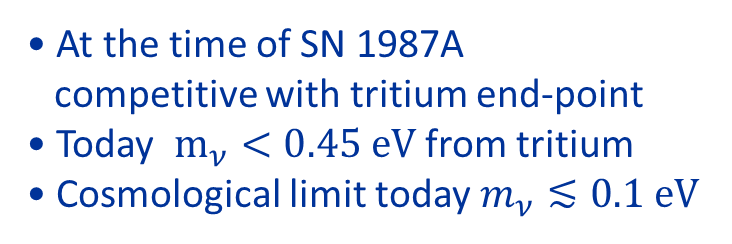 • At the time of SN 1987A
competitive with tritium end-point
• Today m_ν < 0.45 eV from tritium
• Cosmological limit today m_ν ≲ 0.1 eV